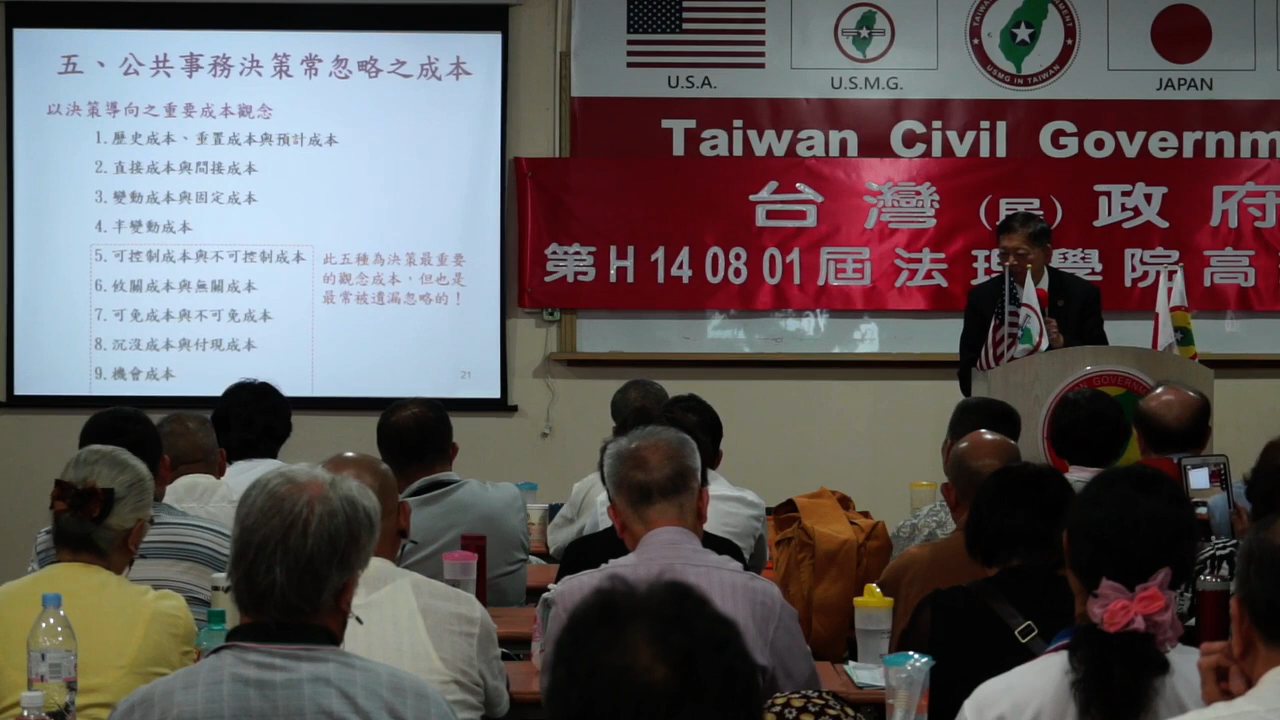 五、公共事務決策常忽略之成本
以決策導向之重要成本觀念
1. 歷史成本、重置成本與預計成本
2. 直接成本與間接成本
3. 變動成本與固定成本
4. 半變動成本
5. 可控制成本與不可控制成本
6. 攸關成本與無關成本
7. 可免成本與不可免成本
8. 沉沒成本與付現成本
9. 機會成本
此五種為決策最重要
的觀念成本，但也是
最常被遺漏忽略的！
21
U.S.A.
U.S.M.G.
USMG IN TAIWAN
JAPAN
Taiwan Civil Governm
台灣（民）政府
第H 14 08 01屆法理學院高